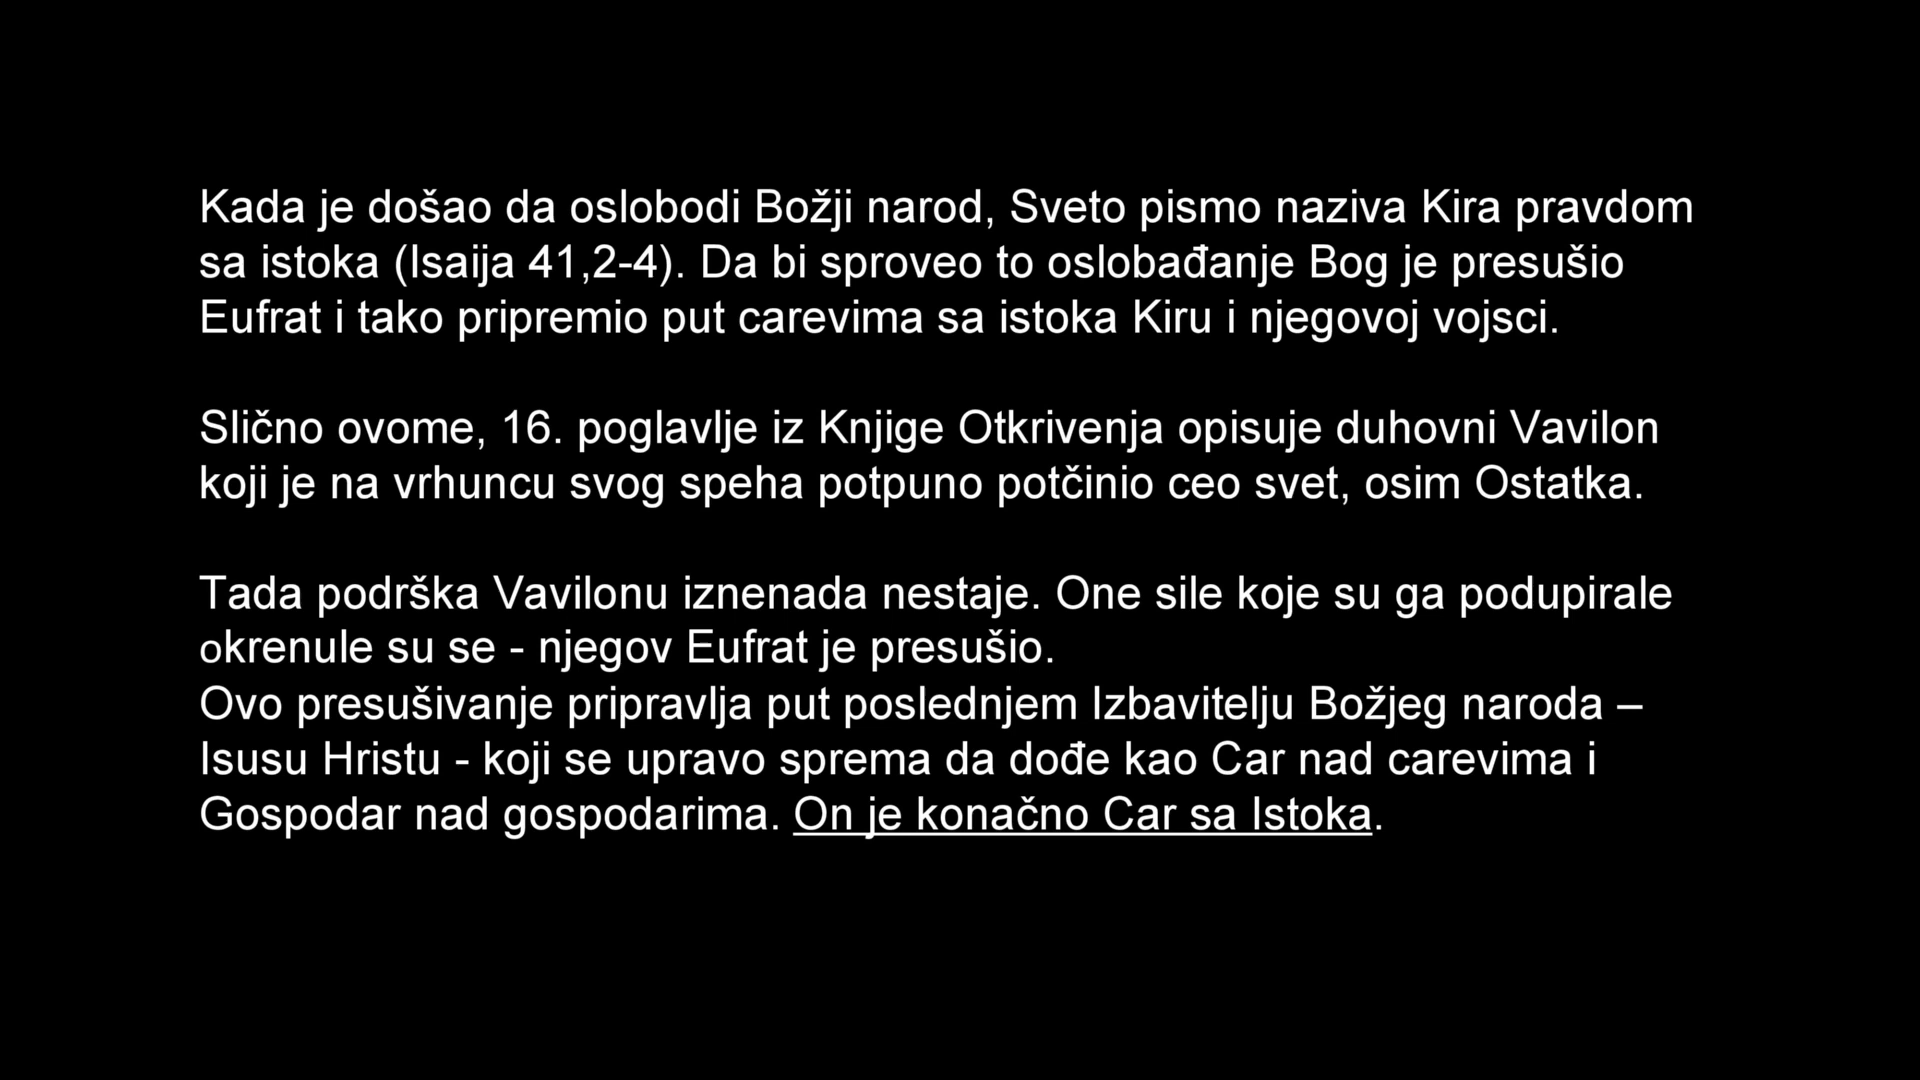 Kada je došao da oslobodi Božji narod, Sveto pismo naziva Kira pravdom
sa istoka (Isaija 41,2-4). Da bi sproveo to oslobađanje Bog je presušio
Eufrat i tako pripremio put carevima sa istoka Kiru i njegovoj vojsci.
Slično ovome, 16. poglavlje iz Knjige Otkrivenja opisuje duhovni Vavilon
koji je na vrhuncu svog speha potpuno potčinio ceo svet, osim Ostatka.
Tada podrška Vavilonu iznenada nestaje. One sile koje su ga podupirale
okrenule su se - njegov Eufrat je presušio.
Ovo presušivanje pripravlja put poslednjem Izbavitelju Božjeg naroda –
Isusu Hristu - koji se upravo sprema da dođe kao Car nad carevima i
Gospodar nad gospodarima. On je konačno Car sa Istoka.